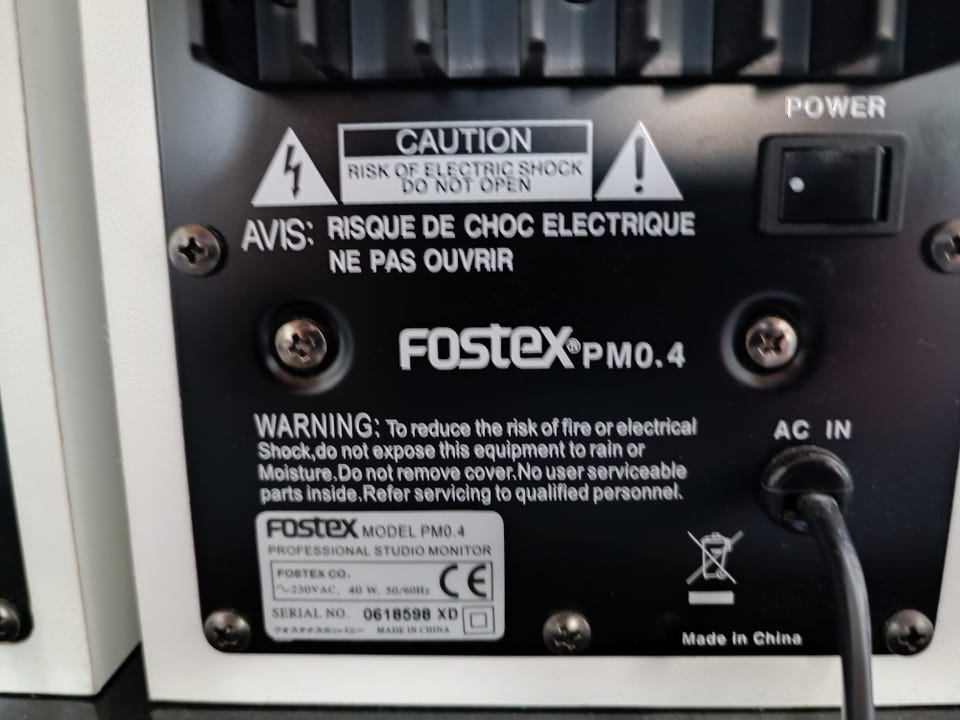 POWER
CAUTION
RISK OF ELECTRIC SHOCK
DO NOT OPEN
AVIS: RISQUE DE CHOC ELECTRIQUE
NE PAS OUVRIR
FOSTEX® PM0.4
WARNING: To reduce the risk of fire or electrical
Shock,do not expose this equipment to rain or
Moisture.Do not remove cover.No user serviceable
parts inside.Refer servicing to qualified personnel.
AC IN
FOSTEX MODEL PM0.4
PROFESSIONAL STUDIO MONITOR
FOSTEX CO.
~230VAC, 40 W, 50/60Hz CE
SERIAL NO. 0618598 XD
MADE IN CHINA
Made in China